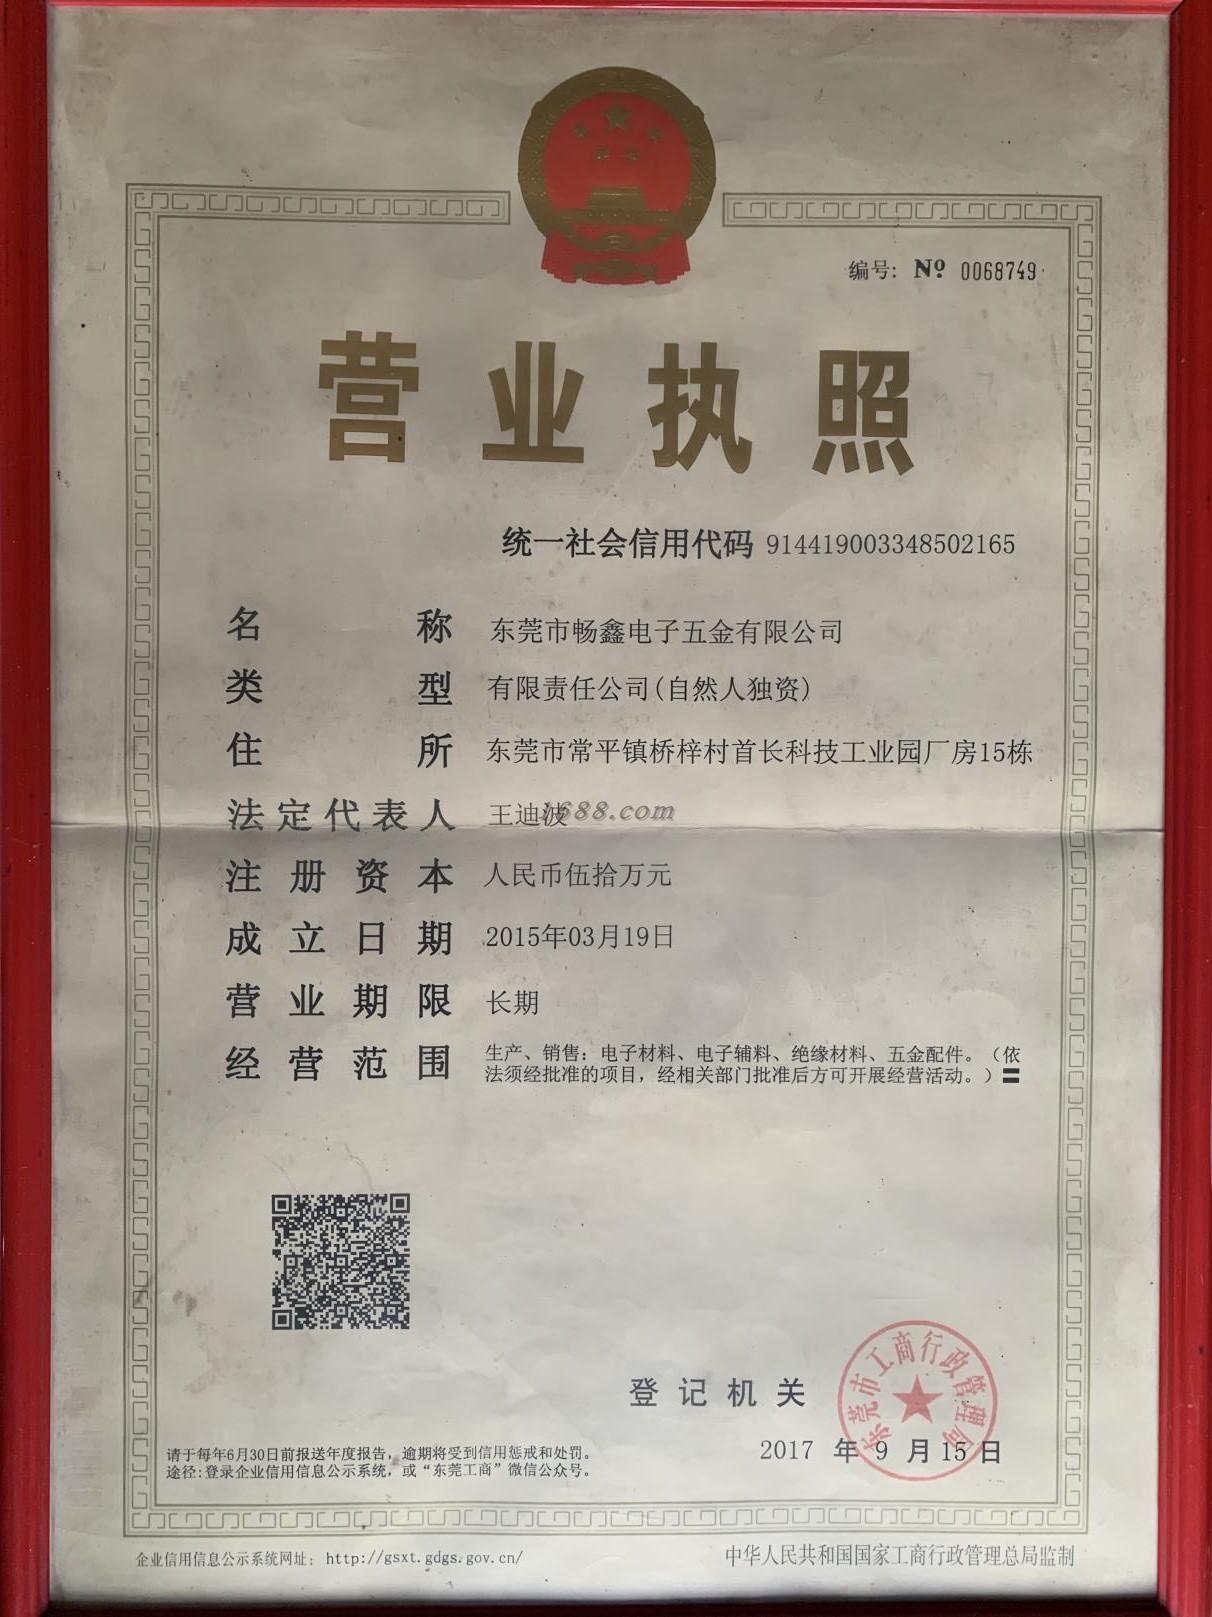 编号: No 0068749
营业执照
统一社会信用代码 914419003348502165
名称 东莞市畅鑫电子五金有限公司
类型 有限责任公司(自然人独资)
住所 东莞市常平镇桥梓村首长科技工业园厂房15栋
法定代表人 王迪波
1688.com
注册资本 人民币伍拾万元
成立日期 2015年03月19日
营业期限 长期
经营范围 生产、销售：电子材料、电子辅料、绝缘材料、五金配件。（依
法须经批准的项目，经相关部门批准后方可开展经营活动。）
东莞市工商行政管理局
登记机关
2017 年 9 月 15 日
请于每年6月30日前报送年度报告，逾期将受到信用惩戒和处罚。
途径:登录企业信用信息公示系统，或“东莞工商”微信公众号。
企业信用信息公示系统网址: http://gsxt.gdgs.gov.cn/
中华人民共和国国家工商行政管理总局监制